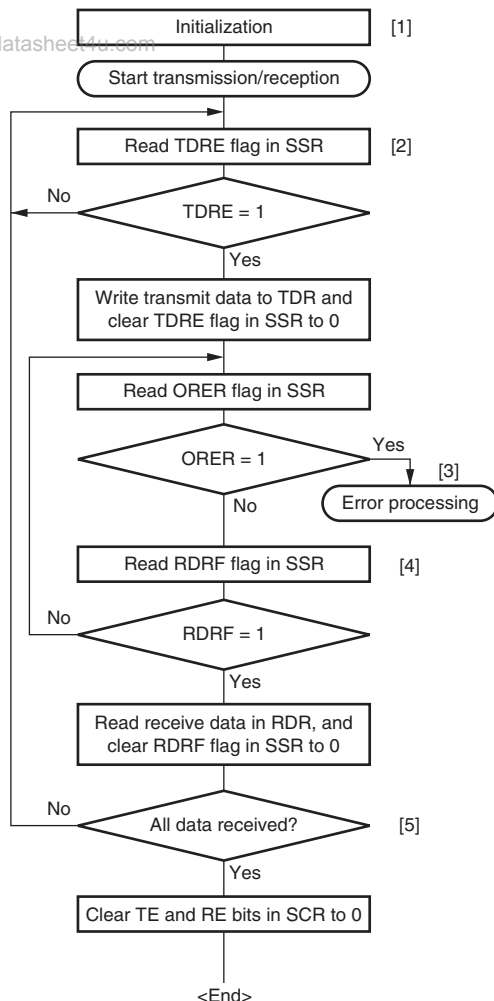 Initialization
[1]
datasheet4u.com
Start transmission/reception
Read TDRE flag in SSR
[2]
No
TDRE = 1
Yes
Write transmit data to TDR and
clear TDRE flag in SSR to 0
Read ORER flag in SSR
Yes
ORER = 1
[3]
Error processing
No
Read RDRF flag in SSR
[4]
No
RDRF = 1
Yes
Read receive data in RDR, and
clear RDRF flag in SSR to 0
No
All data received?
[5]
Yes
Clear TE and RE bits in SCR to 0
<End>